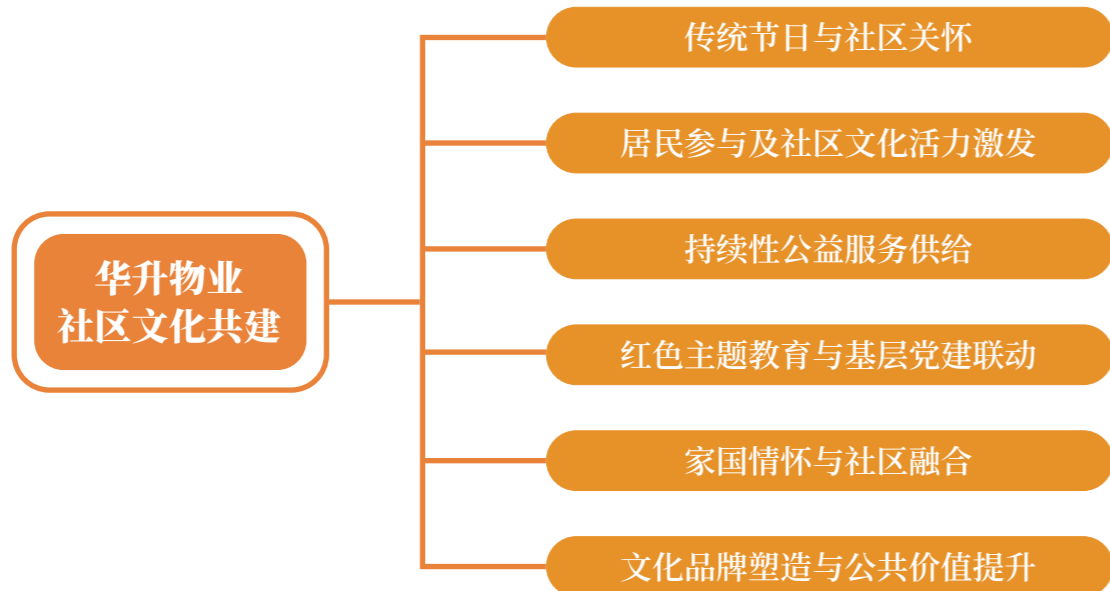 华升物业
社区文化共建
传统节日与社区关怀
居民参与及社区文化活力激发
持续性公益服务供给
红色主题教育与基层党建联动
家国情怀与社区融合
文化品牌塑造与公共价值提升